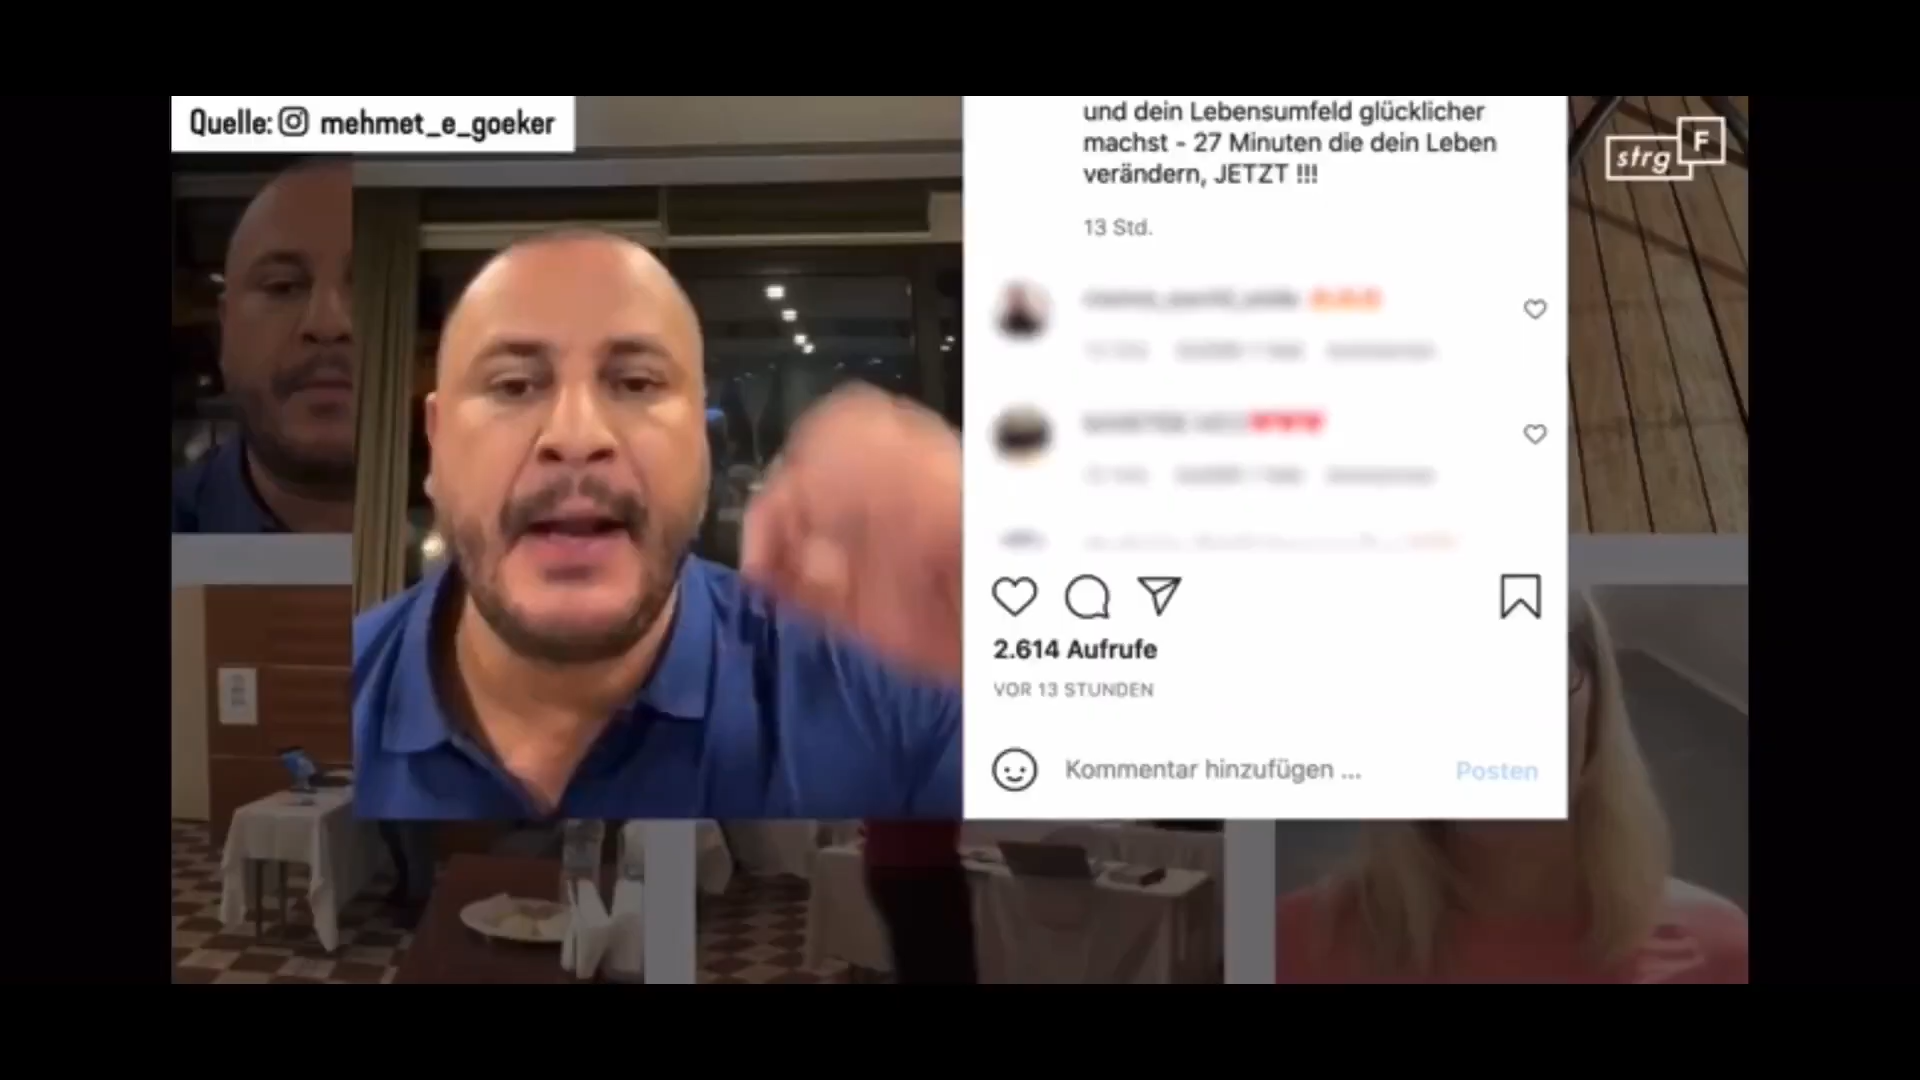 Quelle: mehmet_e_goeker
strg F
und dein Lebensumfeld glücklicher
machst - 27 Minuten die dein Leben
verändern, JETZT !!!
13 Std.
2.614 Aufrufe
VOR 13 STUNDEN
Kommentar hinzufügen ...
Posten